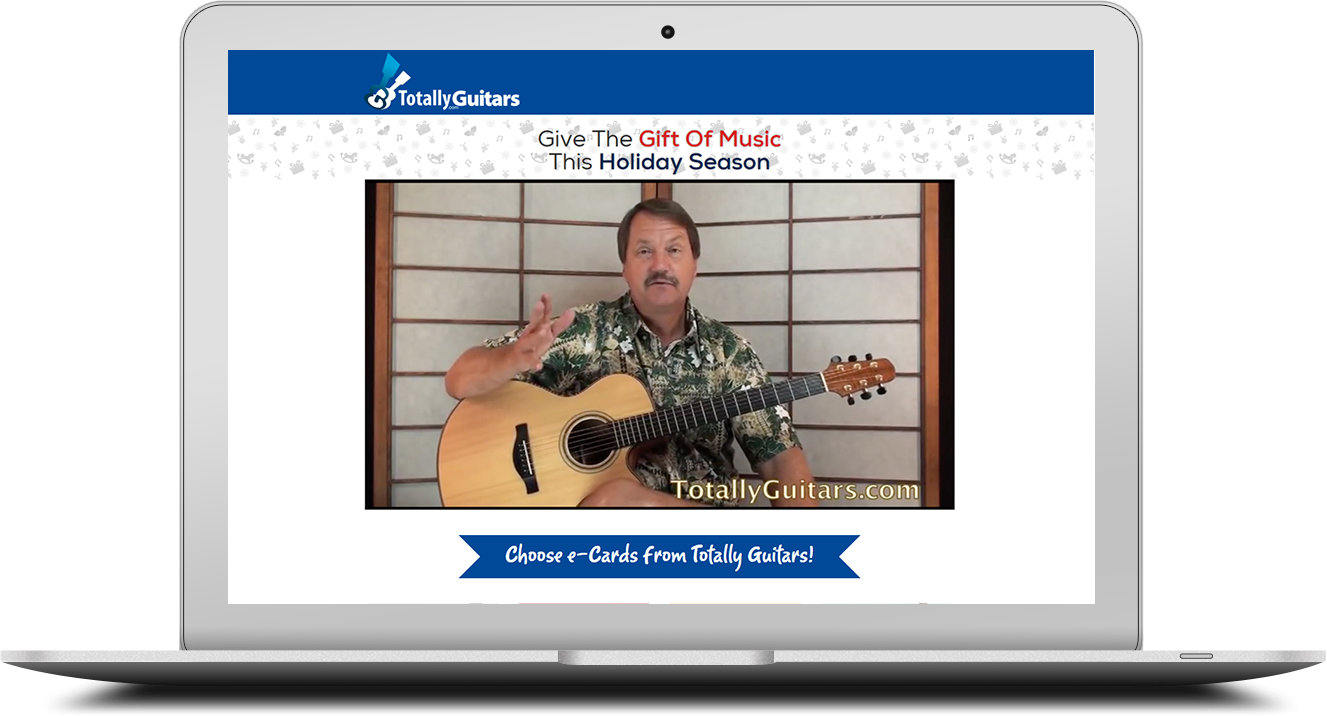 TotallyGuitars
.com
Give The Gift Of Music
This Holiday Season
TotallyGuitars.com
Choose e-Cards from Totally Guitars!